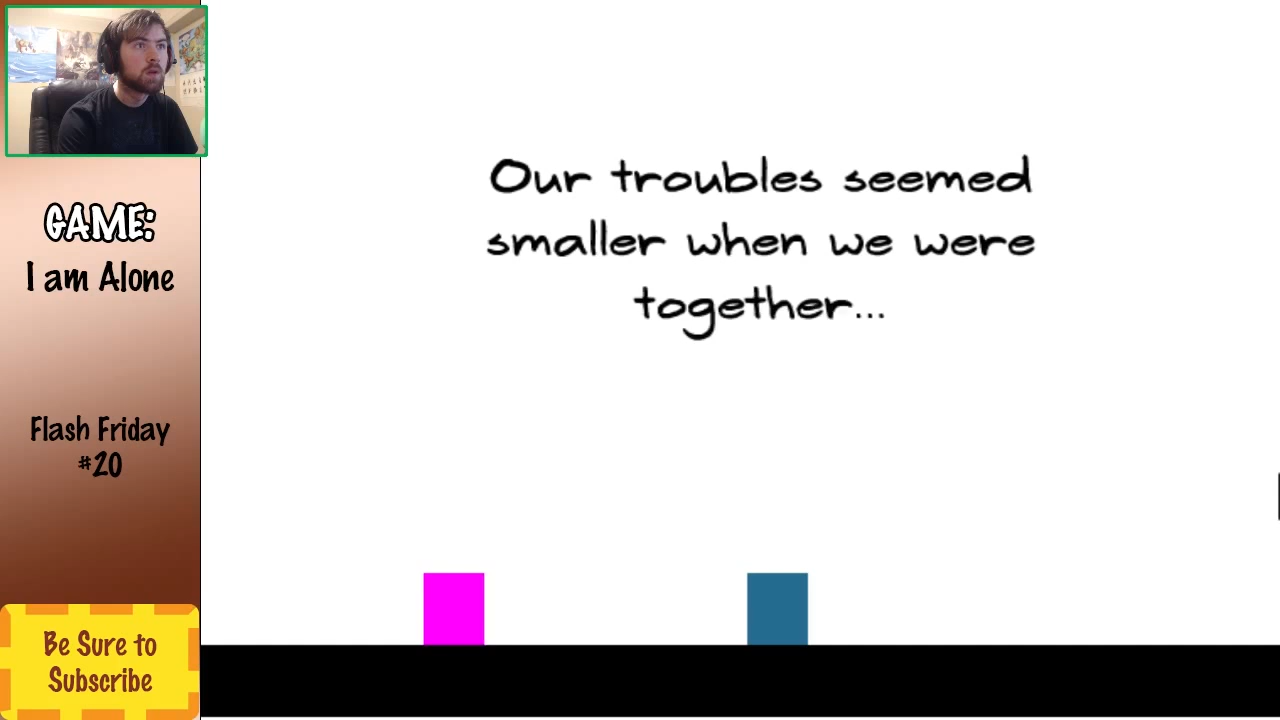 GAME:
I am Alone
Flash Friday
#20
Be Sure to
Subscribe
Our troubles seemed
smaller when we were
together...